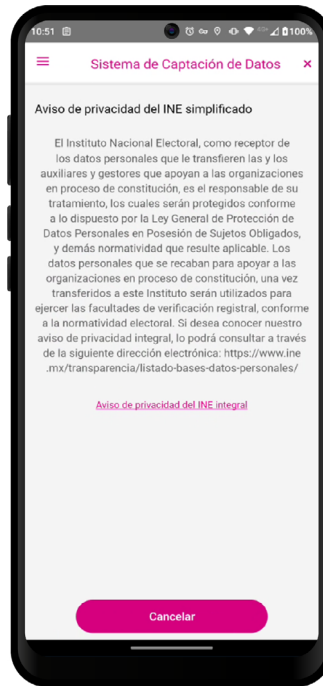 10:51 100%
Sistema de Captación de Datos ×
Aviso de privacidad del INE simplificado
El Instituto Nacional Electoral, como receptor de
los datos personales que le transfieren las y los
auxiliares y gestores que apoyan a las organizaciones
en proceso de constitución, es el responsable de su
tratamiento, los cuales serán protegidos conforme
a lo dispuesto por la Ley General de Protección de
Datos Personales en Posesión de Sujetos Obligados,
y demás normatividad que resulte aplicable. Los
datos personales que se recaban para apoyar a las
organizaciones en proceso de constitución, una vez
transferidos a este Instituto serán utilizados para
ejercer las facultades de verificación registral, conforme
a la normatividad electoral. Si desea conocer nuestro
aviso de privacidad integral, lo podrá consultar a través
de la siguiente dirección electrónica: https://www.ine
.mx/transparencia/listado-bases-datos-personales/
Aviso de privacidad del INE integral
Cancelar